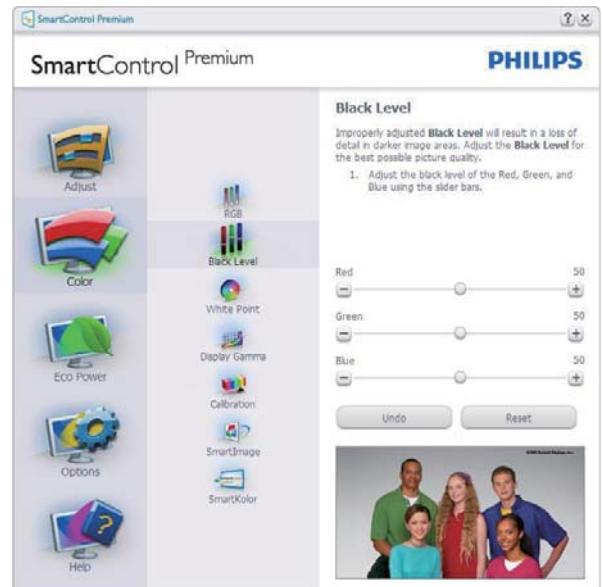 SmartControl Premium
SmartControl Premium
PHILIPS
Adjust
Color
Eco Power
Options
Help
RGB
Black Level
White Point
Display Gamma
Calibration
SmartImage
SmartKolor
Black Level
Improperly adjusted Black Level will result in a loss of
detail in darker image areas. Adjust the Black Level for
the best possible picture quality.
1. Adjust the black level of the Red, Green, and
Blue using the slider bars.
Red 50
Green 50
Blue 50
Undo Reset